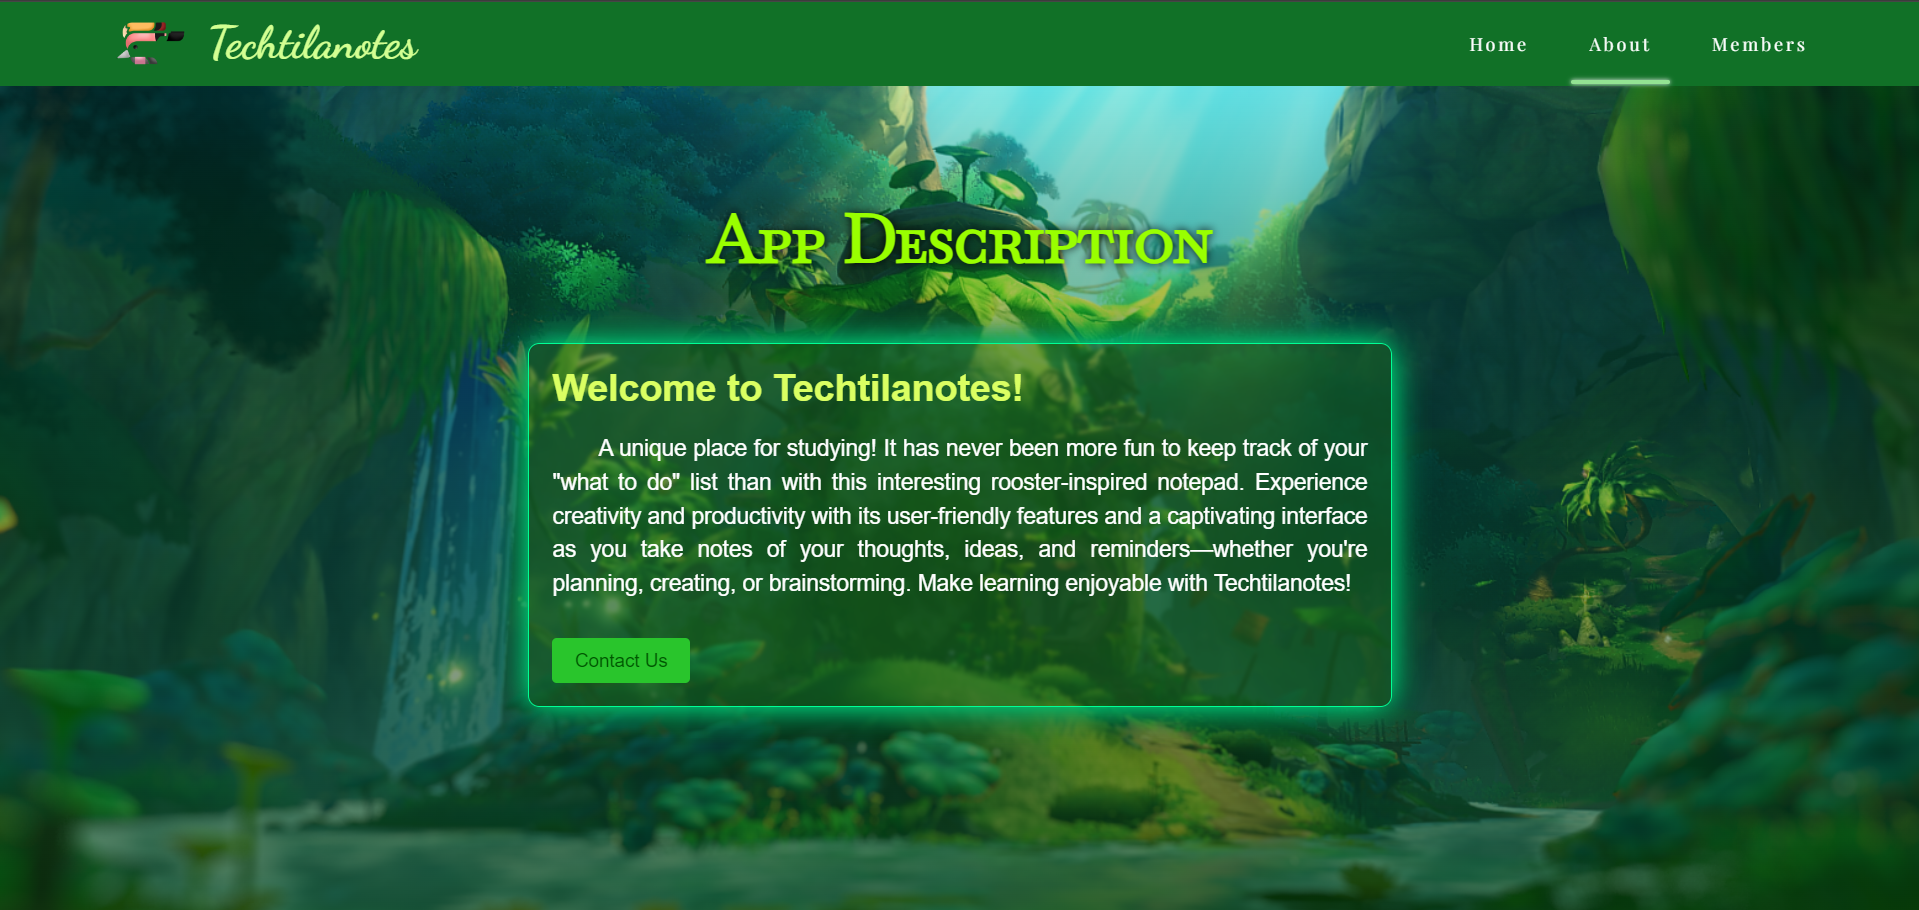 Techtilanotes
Home About Members
App Description
Welcome to Techtilanotes!
A unique place for studying! It has never been more fun to keep track of your
"what to do" list than with this interesting rooster-inspired notepad. Experience
creativity and productivity with its user-friendly features and a captivating interface
as you take notes of your thoughts, ideas, and reminders—whether you're
planning, creating, or brainstorming. Make learning enjoyable with Techtilanotes!
Contact Us